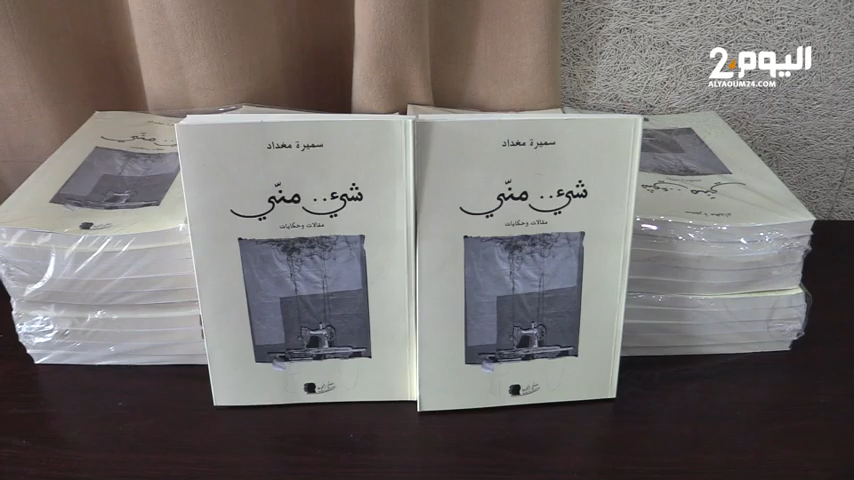 اليوم24
ALYAOUM24.COM
سميرة مغداد
شيء.. منّي
مقالات وحكايات
سميرة مغداد
شيء.. منّي
مقالات وحكايات